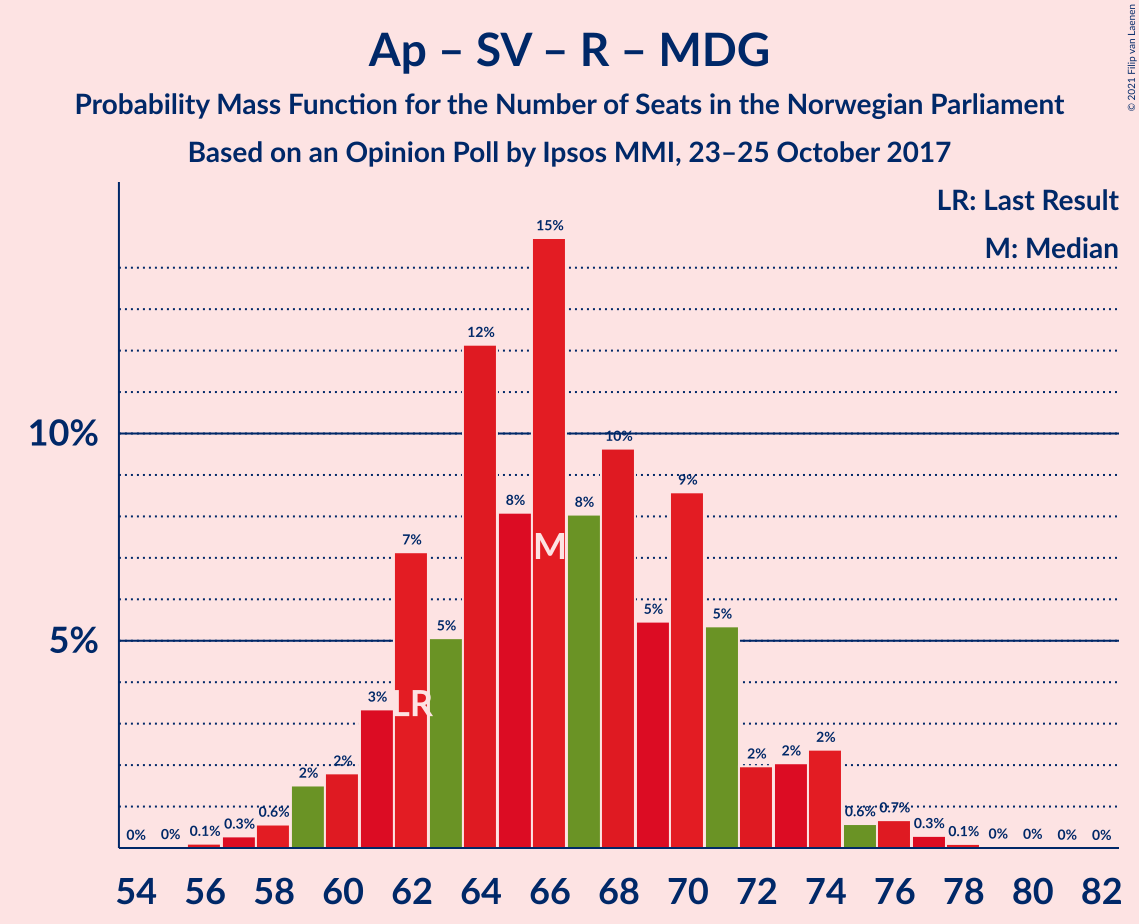 Ap – SV – R – MDG
Probability Mass Function for the Number of Seats in the Norwegian Parliament
Based on an Opinion Poll by Ipsos MMI, 23–25 October 2017
© 2021 Filip van Laenen
LR: Last Result
M: Median
10%
5%
0% 0% 0.1% 0.3% 0.6% 2% 2% 3% 7% 5% 12% 8% 15% 8% 10% 5% 9% 5% 2% 2% 2% 0.6% 0.7% 0.3% 0.1% 0% 0% 0% 0%
LR
M
54 56 58 60 62 64 66 68 70 72 74 76 78 80 82